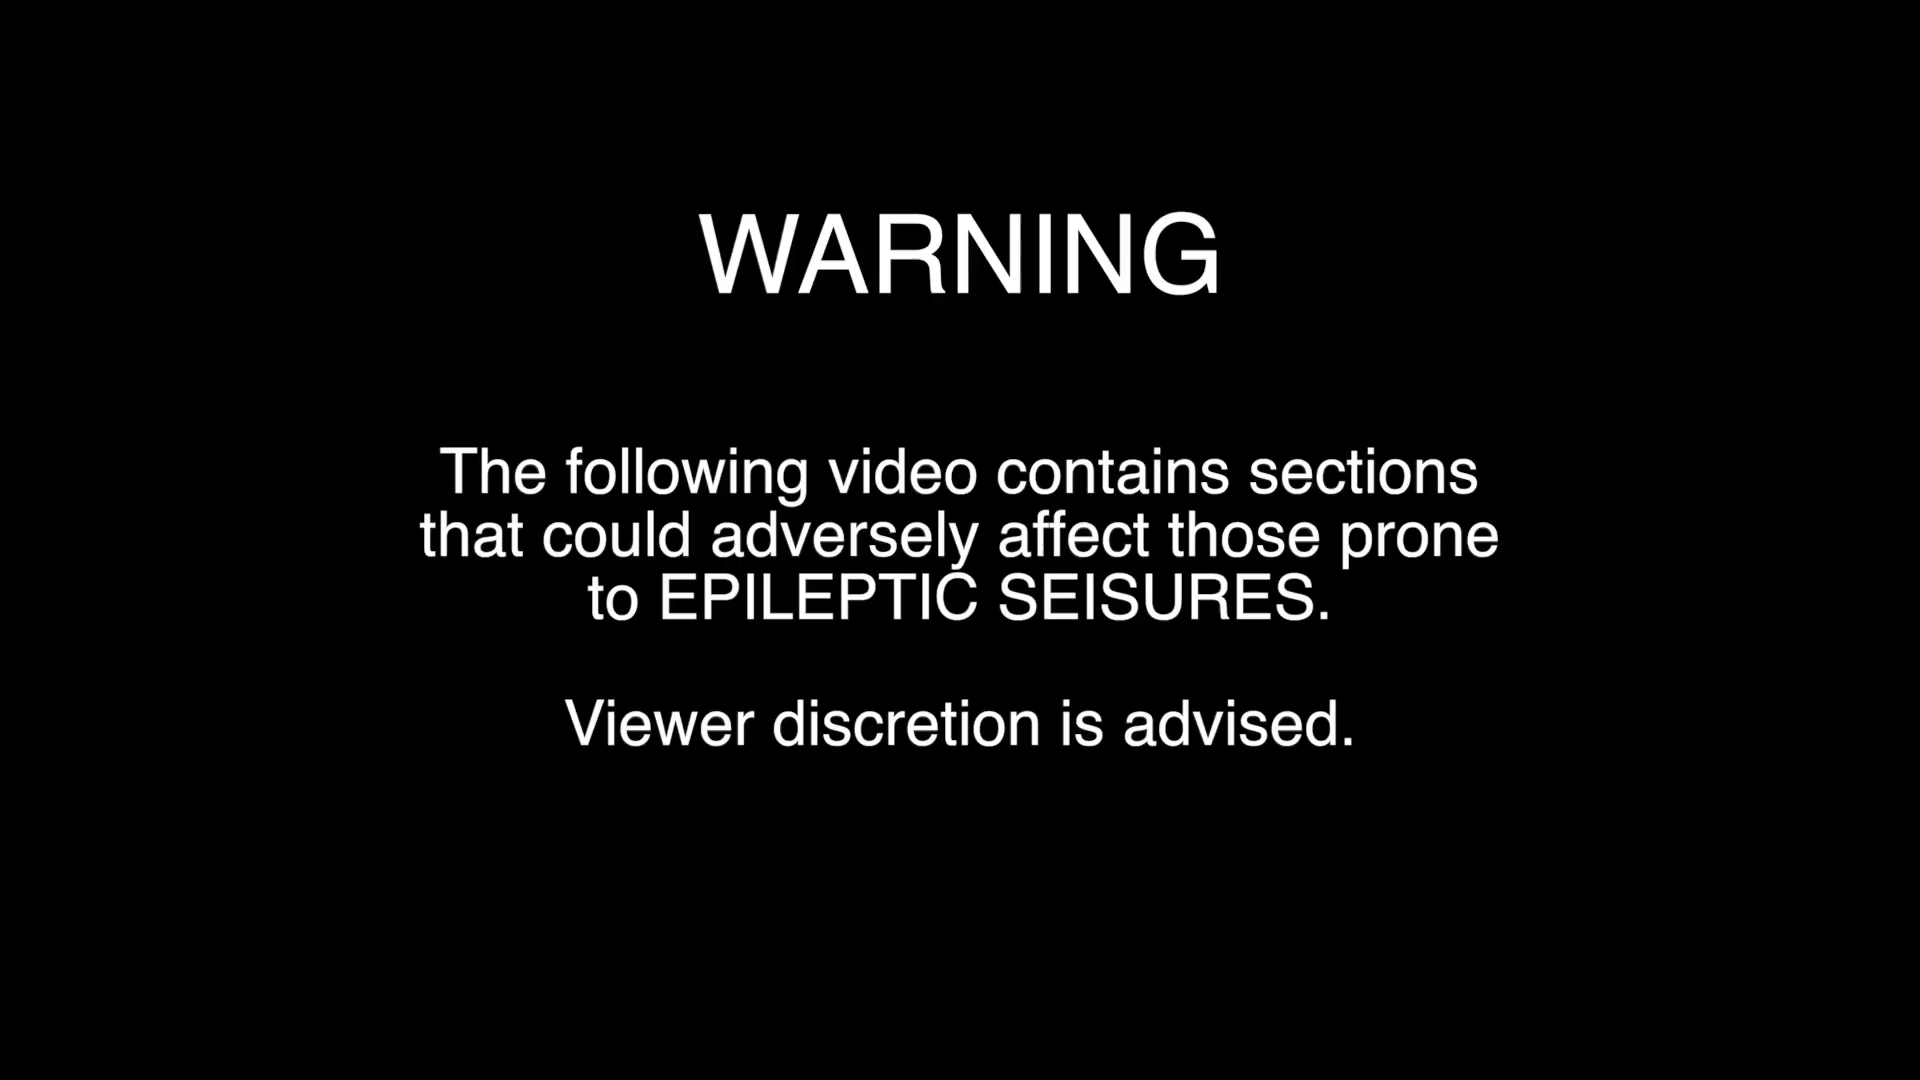 WARNING
The following video contains sections
that could adversely affect those prone
to EPILEPTIC SEISURES.
Viewer discretion is advised.